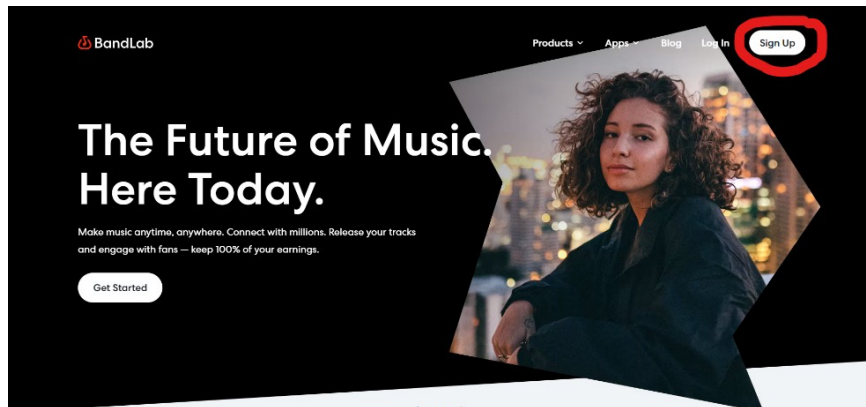 BandLab
Products Apps Blog Log In Sign Up
The Future of Music.
Here Today.
Make music anytime, anywhere. Connect with millions. Release your tracks
and engage with fans — keep 100% of your earnings.
Get Started